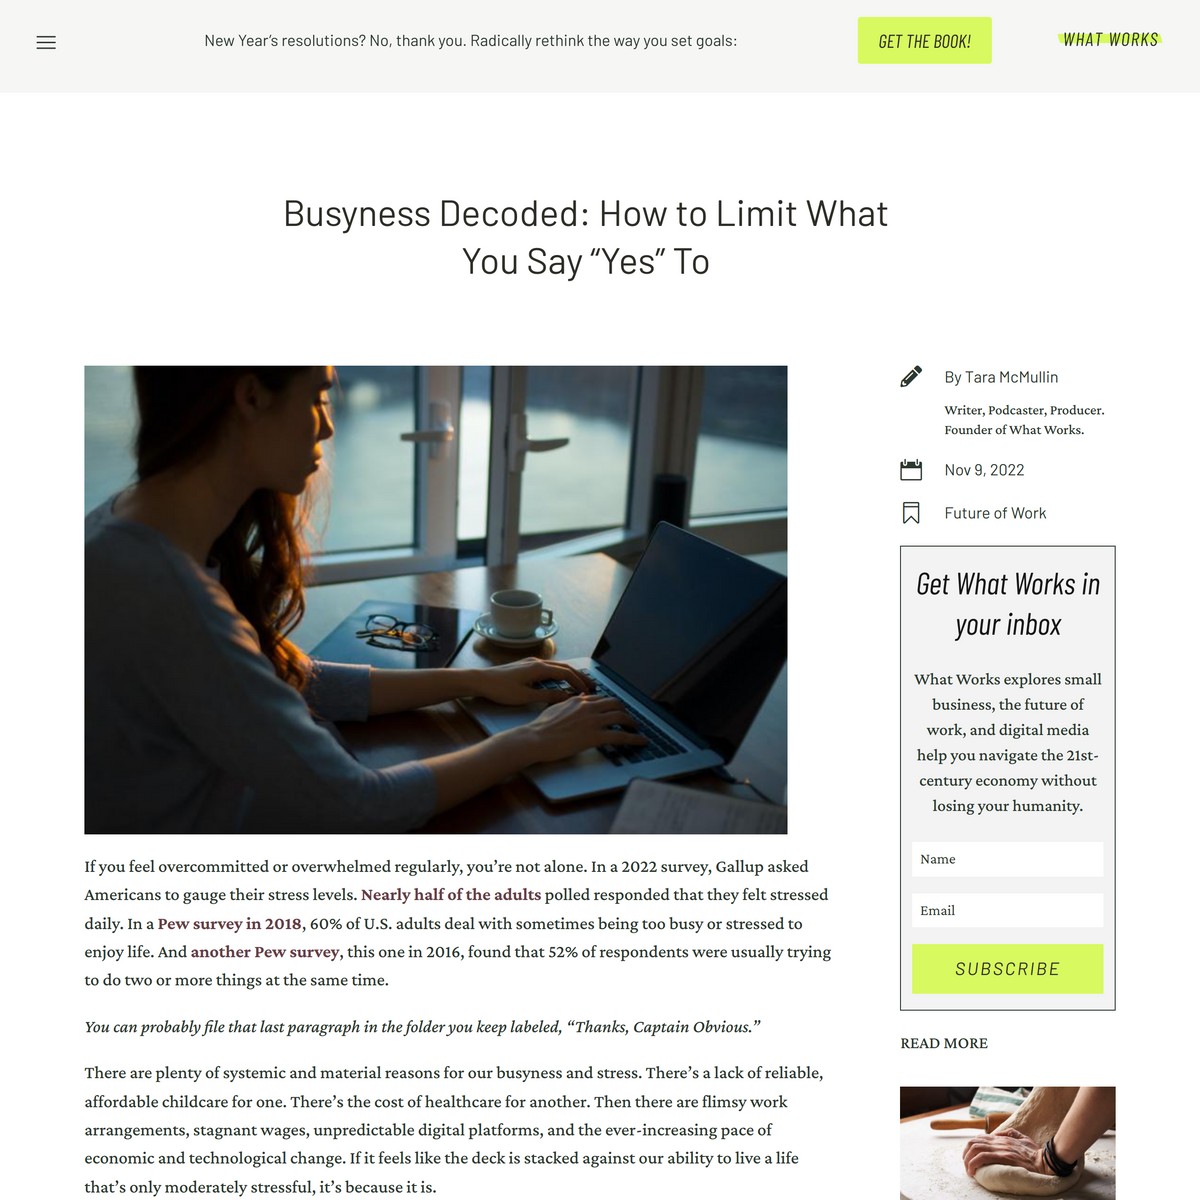 New Year’s resolutions? No, thank you. Radically rethink the way you set goals:
GET THE BOOK!
WHAT WORKS
Busyness Decoded: How to Limit What
You Say “Yes” To
If you feel overcommitted or overwhelmed regularly, you’re not alone. In a 2022 survey, Gallup asked
Americans to gauge their stress levels. Nearly half of the adults polled responded that they felt stressed
daily. In a Pew survey in 2018, 60% of U.S. adults deal with sometimes being too busy or stressed to
enjoy life. And another Pew survey, this one in 2016, found that 52% of respondents were usually trying
to do two or more things at the same time.
You can probably file that last paragraph in the folder you keep labeled, “Thanks, Captain Obvious.”
There are plenty of systemic and material reasons for our busyness and stress. There’s a lack of reliable,
affordable childcare for one. There’s the cost of healthcare for another. Then there are flimsy work
arrangements, stagnant wages, unpredictable digital platforms, and the ever-increasing pace of
economic and technological change. If it feels like the deck is stacked against our ability to live a life
that’s only moderately stressful, it’s because it is.
By Tara McMullin
Writer, Podcaster, Producer.
Founder of What Works.
Nov 9, 2022
Future of Work
Get What Works in
your inbox
What Works explores small
business, the future of
work, and digital media
help you navigate the 21st-
century economy without
losing your humanity.
Name
Email
SUBSCRIBE
READ MORE